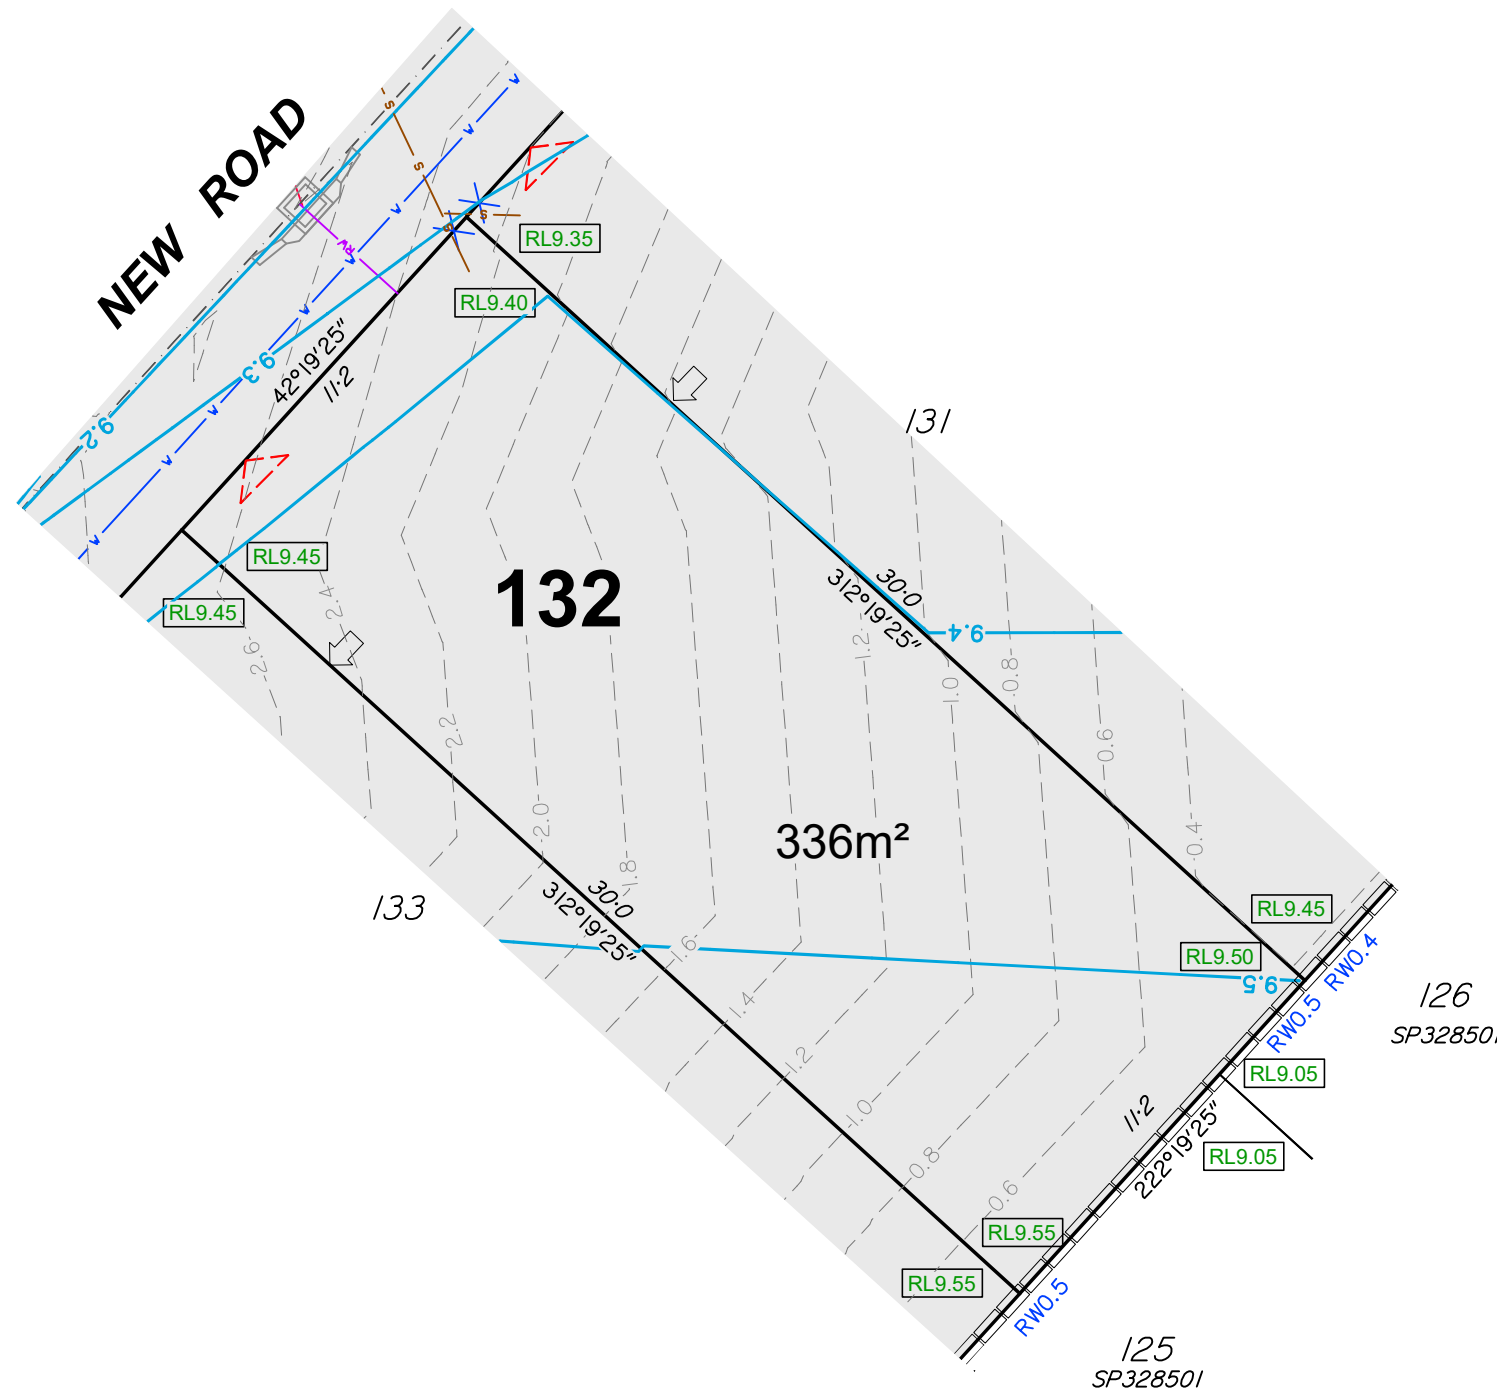 NEW ROAD
S
S
S
S
W
W
W
W
W
W
W
W
RW
RL9.35
RL9.40
9.3
9.2
42°19'25"
11·2
131
RL9.45
RL9.45
132
30·0
312°19'25"
9.4
2.6
2.4
2.2
2.0
1.8
1.6
1.4
1.2
1.0
0.8
0.6
1.2
1.0
0.8
0.6
0.4
336m²
133
30·0
312°19'25"
RL9.45
RL9.50
9.5
RW0.4
RW0.5
126
SP328501
RL9.05
11·2
222°19'25"
RL9.05
RL9.55
RL9.55
RW0.5
125
SP328501